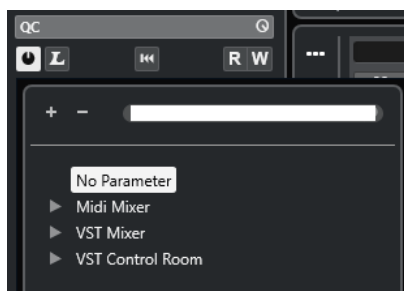 QC
L
R W
...
+ -
No Parameter
Midi Mixer
VST Mixer
VST Control Room